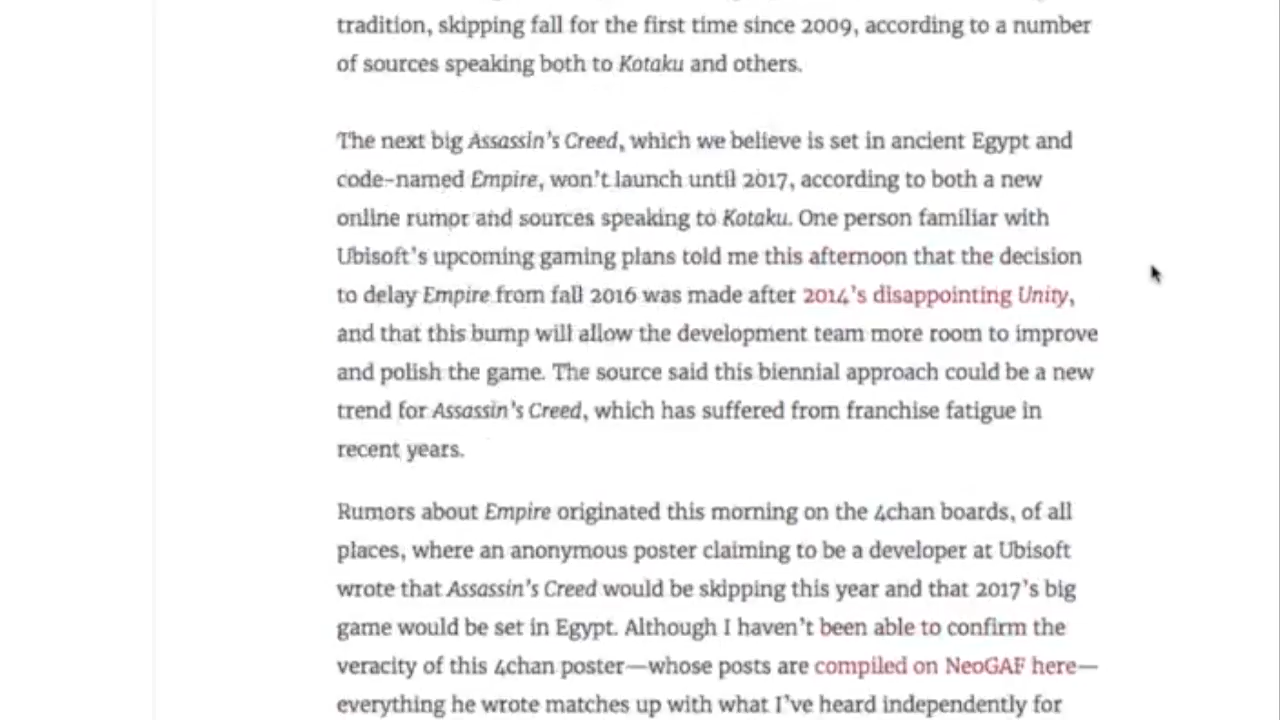 tradition, skipping fall for the first time since 2009, according to a number
of sources speaking both to Kotaku and others.
The next big Assassin's Creed, which we believe is set in ancient Egypt and
code-named Empire, won't launch until 2017, according to both a new
online rumor and sources speaking to Kotaku. One person familiar with
Ubisoft's upcoming gaming plans told me this afternoon that the decision
to delay Empire from fall 2016 was made after 2014's disappointing Unity,
and that this bump will allow the development team more room to improve
and polish the game. The source said this biennial approach could be a new
trend for Assassin's Creed, which has suffered from franchise fatigue in
recent years.
Rumors about Empire originated this morning on the 4chan boards, of all
places, where an anonymous poster claiming to be a developer at Ubisoft
wrote that Assassin's Creed would be skipping this year and that 2017's big
game would be set in Egypt. Although I haven't been able to confirm the
veracity of this 4chan poster—whose posts are compiled on NeoGAF here—
everything he wrote matches up with what I've heard independently for